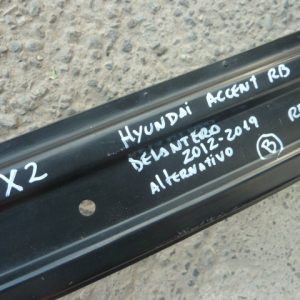 X2
HYUNDAI ACCENT RB
DELANTERO
2012-2019
Alternativo
B